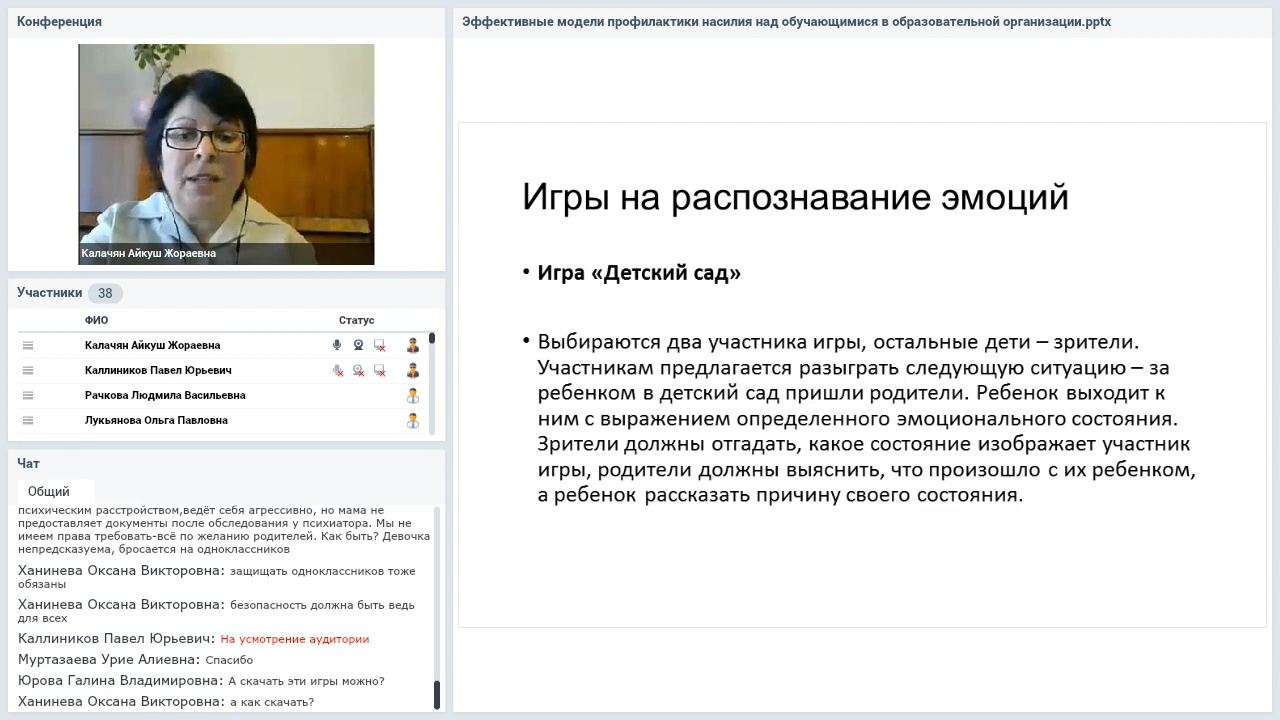 Конференция
Калачян Айкуш Жораевна
Участники 38
ФИО Статус
Калачян Айкуш Жораевна
Каллиников Павел Юрьевич
Рачкова Людмила Васильевна
Лукьянова Ольга Павловна
Чат
Общий
психическим расстройством,ведёт себя агрессивно, но мама не
предоставляет документы после обследования у психиатора. Мы не
имеем права требовать-всё по желанию родителей. Как быть? Девочка
непредсказуема, бросается на одноклассников
Ханинева Оксана Викторовна: защищать одноклассников тоже
обязаны
Ханинева Оксана Викторовна: безопасность должна быть ведь
для всех
Каллиников Павел Юрьевич: На усмотрение аудитории
Муртазаева Урие Алиевна: Спасибо
Юрова Галина Владимировна: А скачать эти игры можно?
Ханинева Оксана Викторовна: а как скачать?
Эффективные модели профилактики насилия над обучающимися в образовательной организации.pptx
Игры на распознавание эмоций
• Игра «Детский сад»
• Выбираются два участника игры, остальные дети – зрители.
Участникам предлагается разыграть следующую ситуацию – за
ребенком в детский сад пришли родители. Ребенок выходит к
ним с выражением определенного эмоционального состояния.
Зрители должны отгадать, какое состояние изображает участник
игры, родители должны выяснить, что произошло с их ребенком,
а ребенок рассказать причину своего состояния.